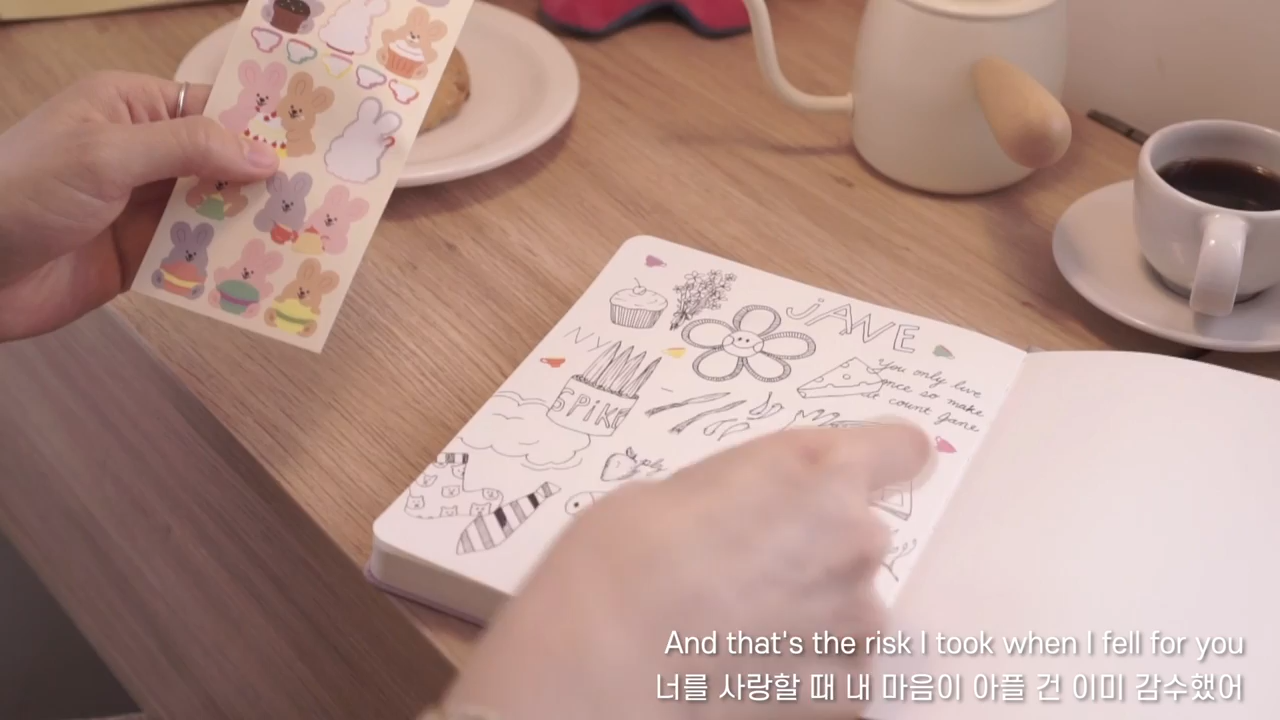 jANE
NY
You only live
once so make
it count Jane
SPiKE
And that's the risk I took when I fell for you
너를 사랑할 때 내 마음이 아플 건 이미 감수했어